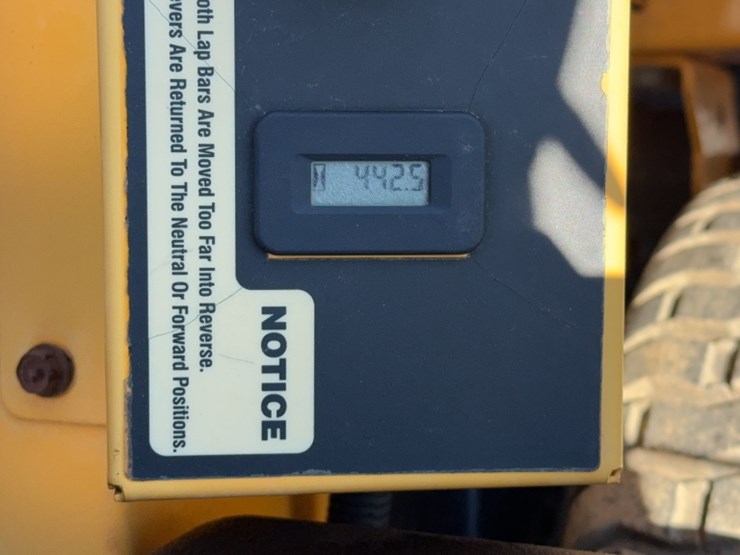 442.5
NOTICE
oth Lap Bars Are Moved Too Far Into Reverse.
vers Are Returned To The Neutral Or Forward Positions.